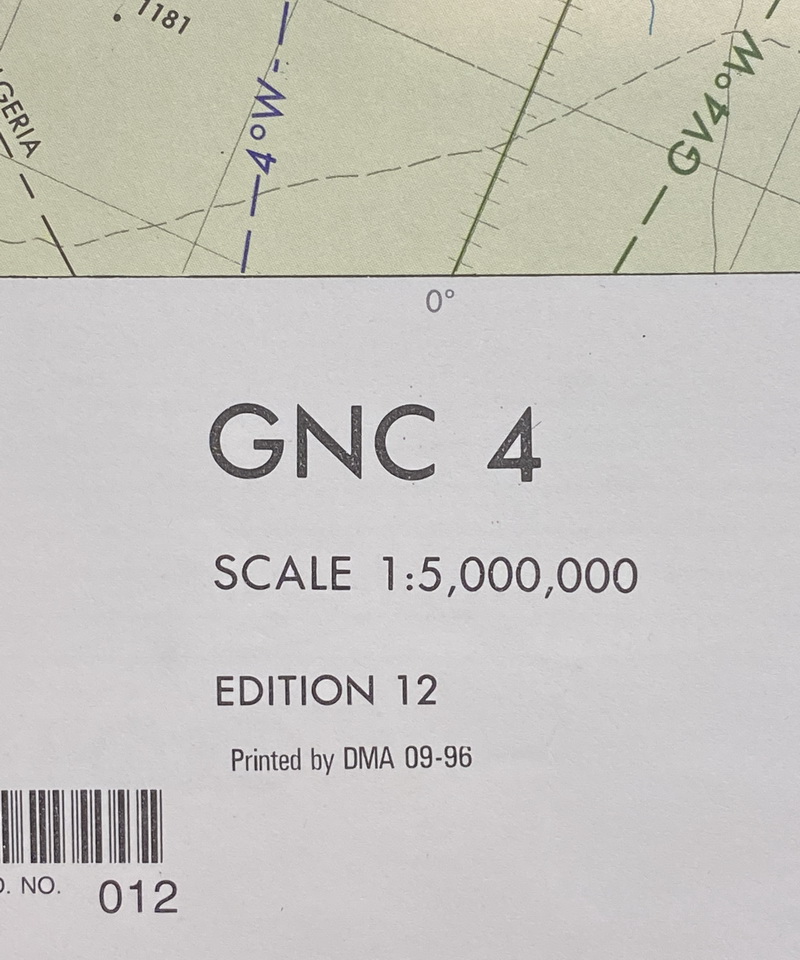 1181
4°W
GV4°W
0°
GNC 4
SCALE 1:5,000,000
EDITION 12
Printed by DMA 09-96
NO.
012